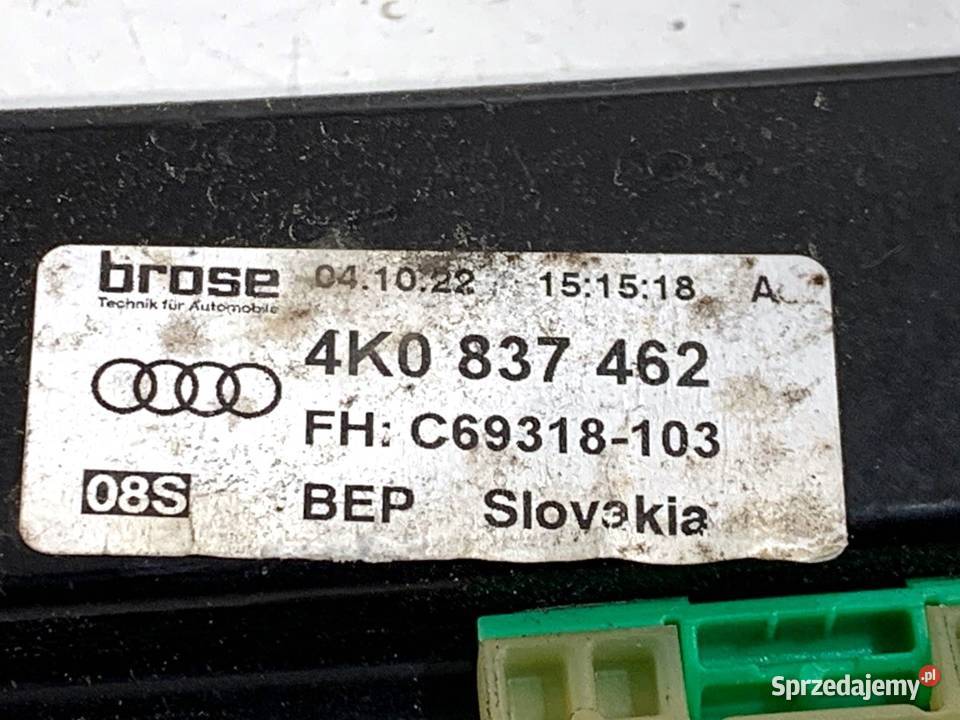 brose 04.10.22 15:15:18 A
Technik für Automobile
4K0 837 462
FH: C69318-103
08S BEP Slovakia
Sprzedajemy.pl